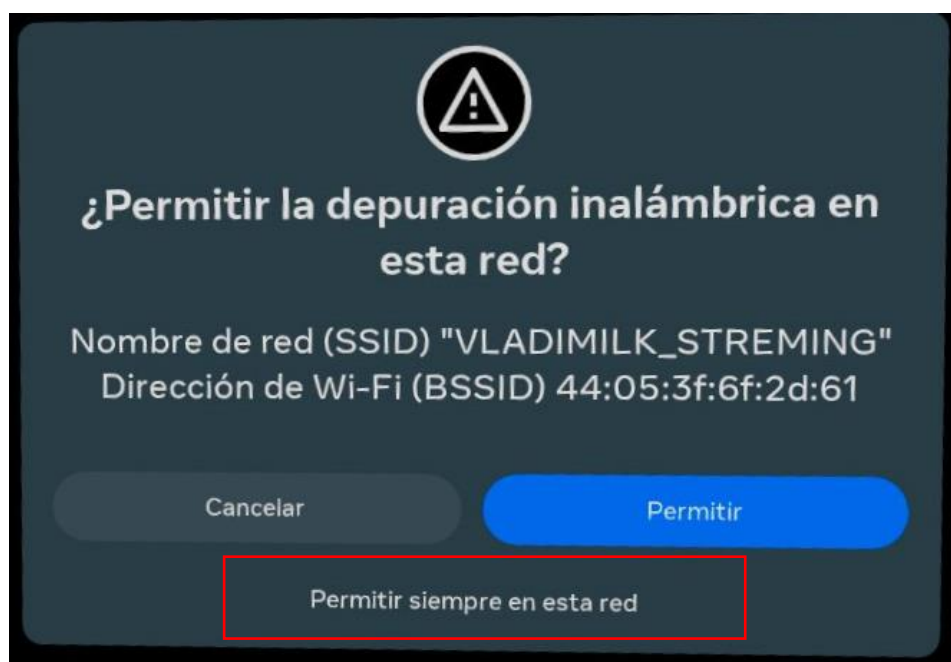 ¿Permitir la depuración inalámbrica en
esta red?
Nombre de red (SSID) "VLADIMILK_STREMING"
Dirección de Wi-Fi (BSSID) 44:05:3f:6f:2d:61
Cancelar
Permitir
Permitir siempre en esta red